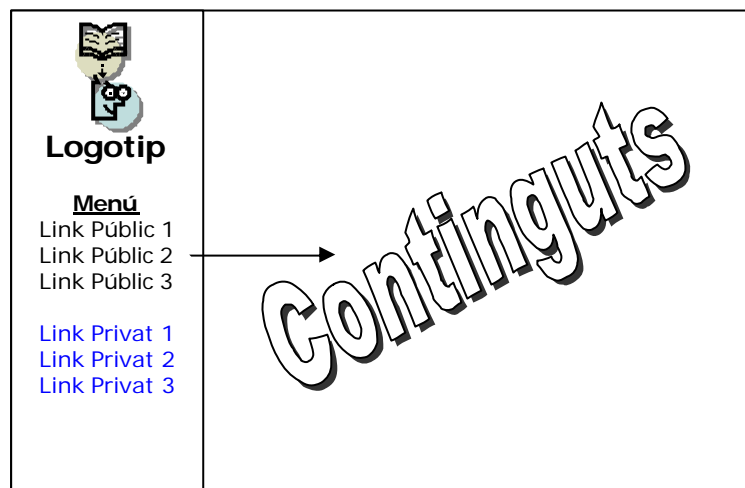 Logotip
Menú
Link Públic 1
Link Públic 2
Link Públic 3
Link Privat 1
Link Privat 2
Link Privat 3
Continguts